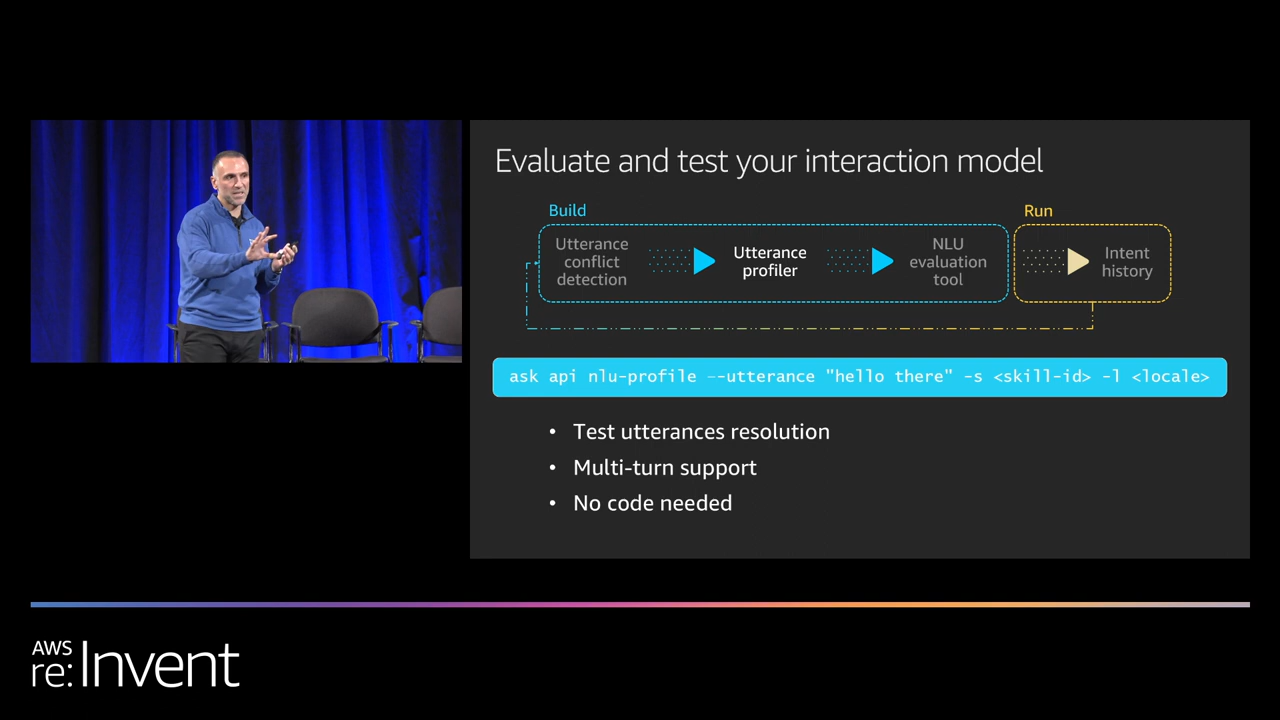 Evaluate and test your interaction model
Build
Run
Utterance
conflict
detection
Utterance
profiler
NLU
evaluation
tool
Intent
history
ask api nlu-profile --utterance "hello there" -s <skill-id> -l <locale>
• Test utterances resolution
• Multi-turn support
• No code needed
AWS
re:Invent